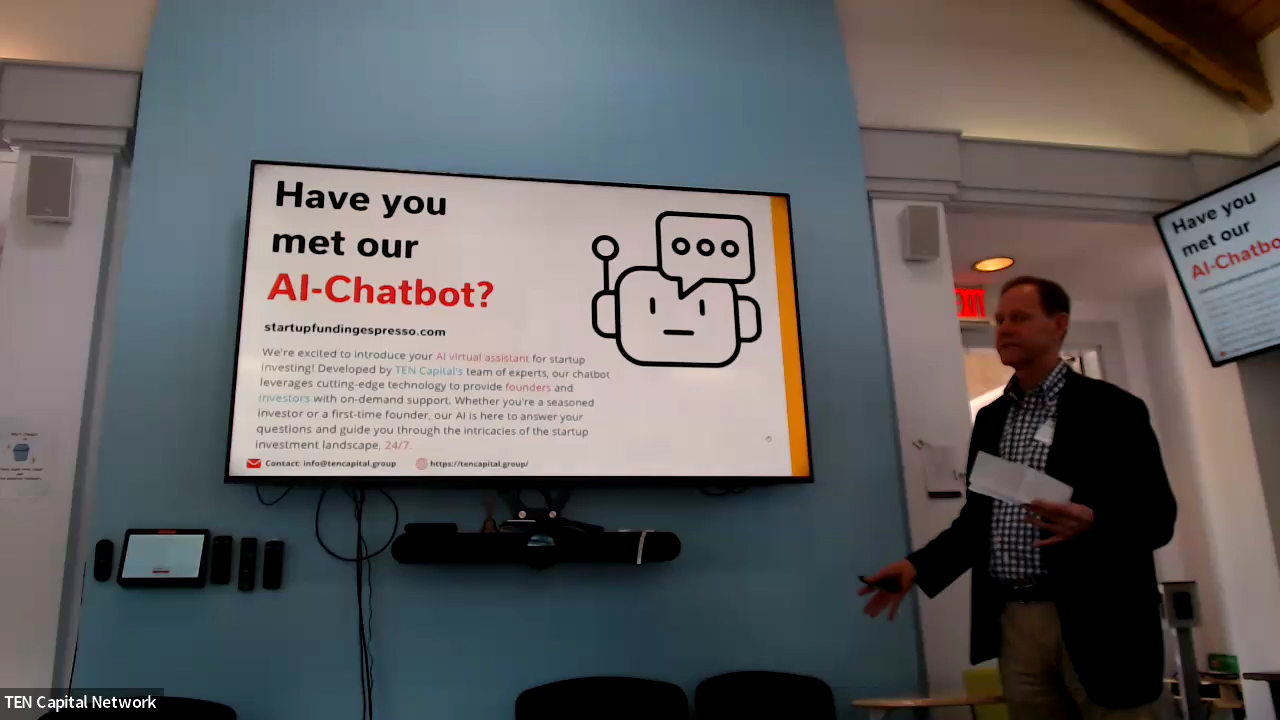 Have you
met our
AI-Chatbot?
startupfundingespresso.com
We're excited to introduce your AI virtual assistant for startup
investing! Developed by TEN Capital's team of experts, our chatbot
leverages cutting-edge technology to provide founders and
investors with on-demand support. Whether you're a seasoned
investor or a first-time founder, our AI is here to answer your
questions and guide you through the intricacies of the startup
investment landscape, 24/7.
Contact: info@tencapital.group https://tencapital.group/
EXIT
Have you
met our
AI-Chatbo
TEN Capital Network